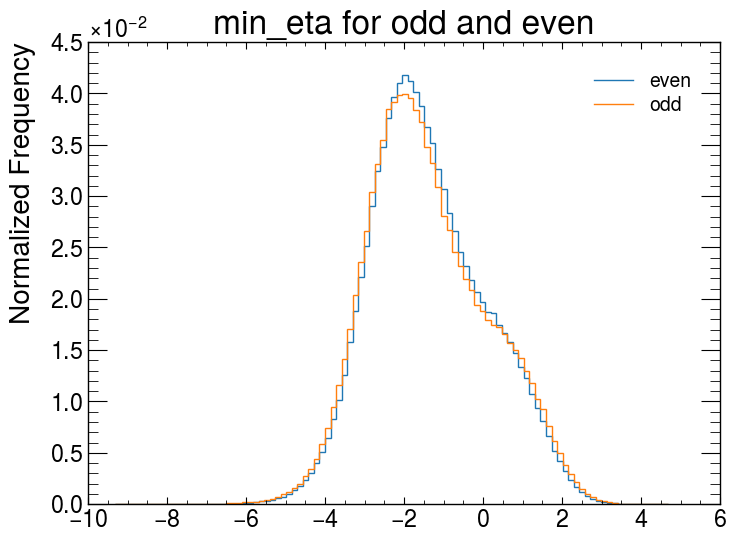 min_eta for odd and even
×10⁻²
Normalized Frequency
4.5
4.0
3.5
3.0
2.5
2.0
1.5
1.0
0.5
0.0
−10 −8 −6 −4 −2 0 2 4 6
even
odd